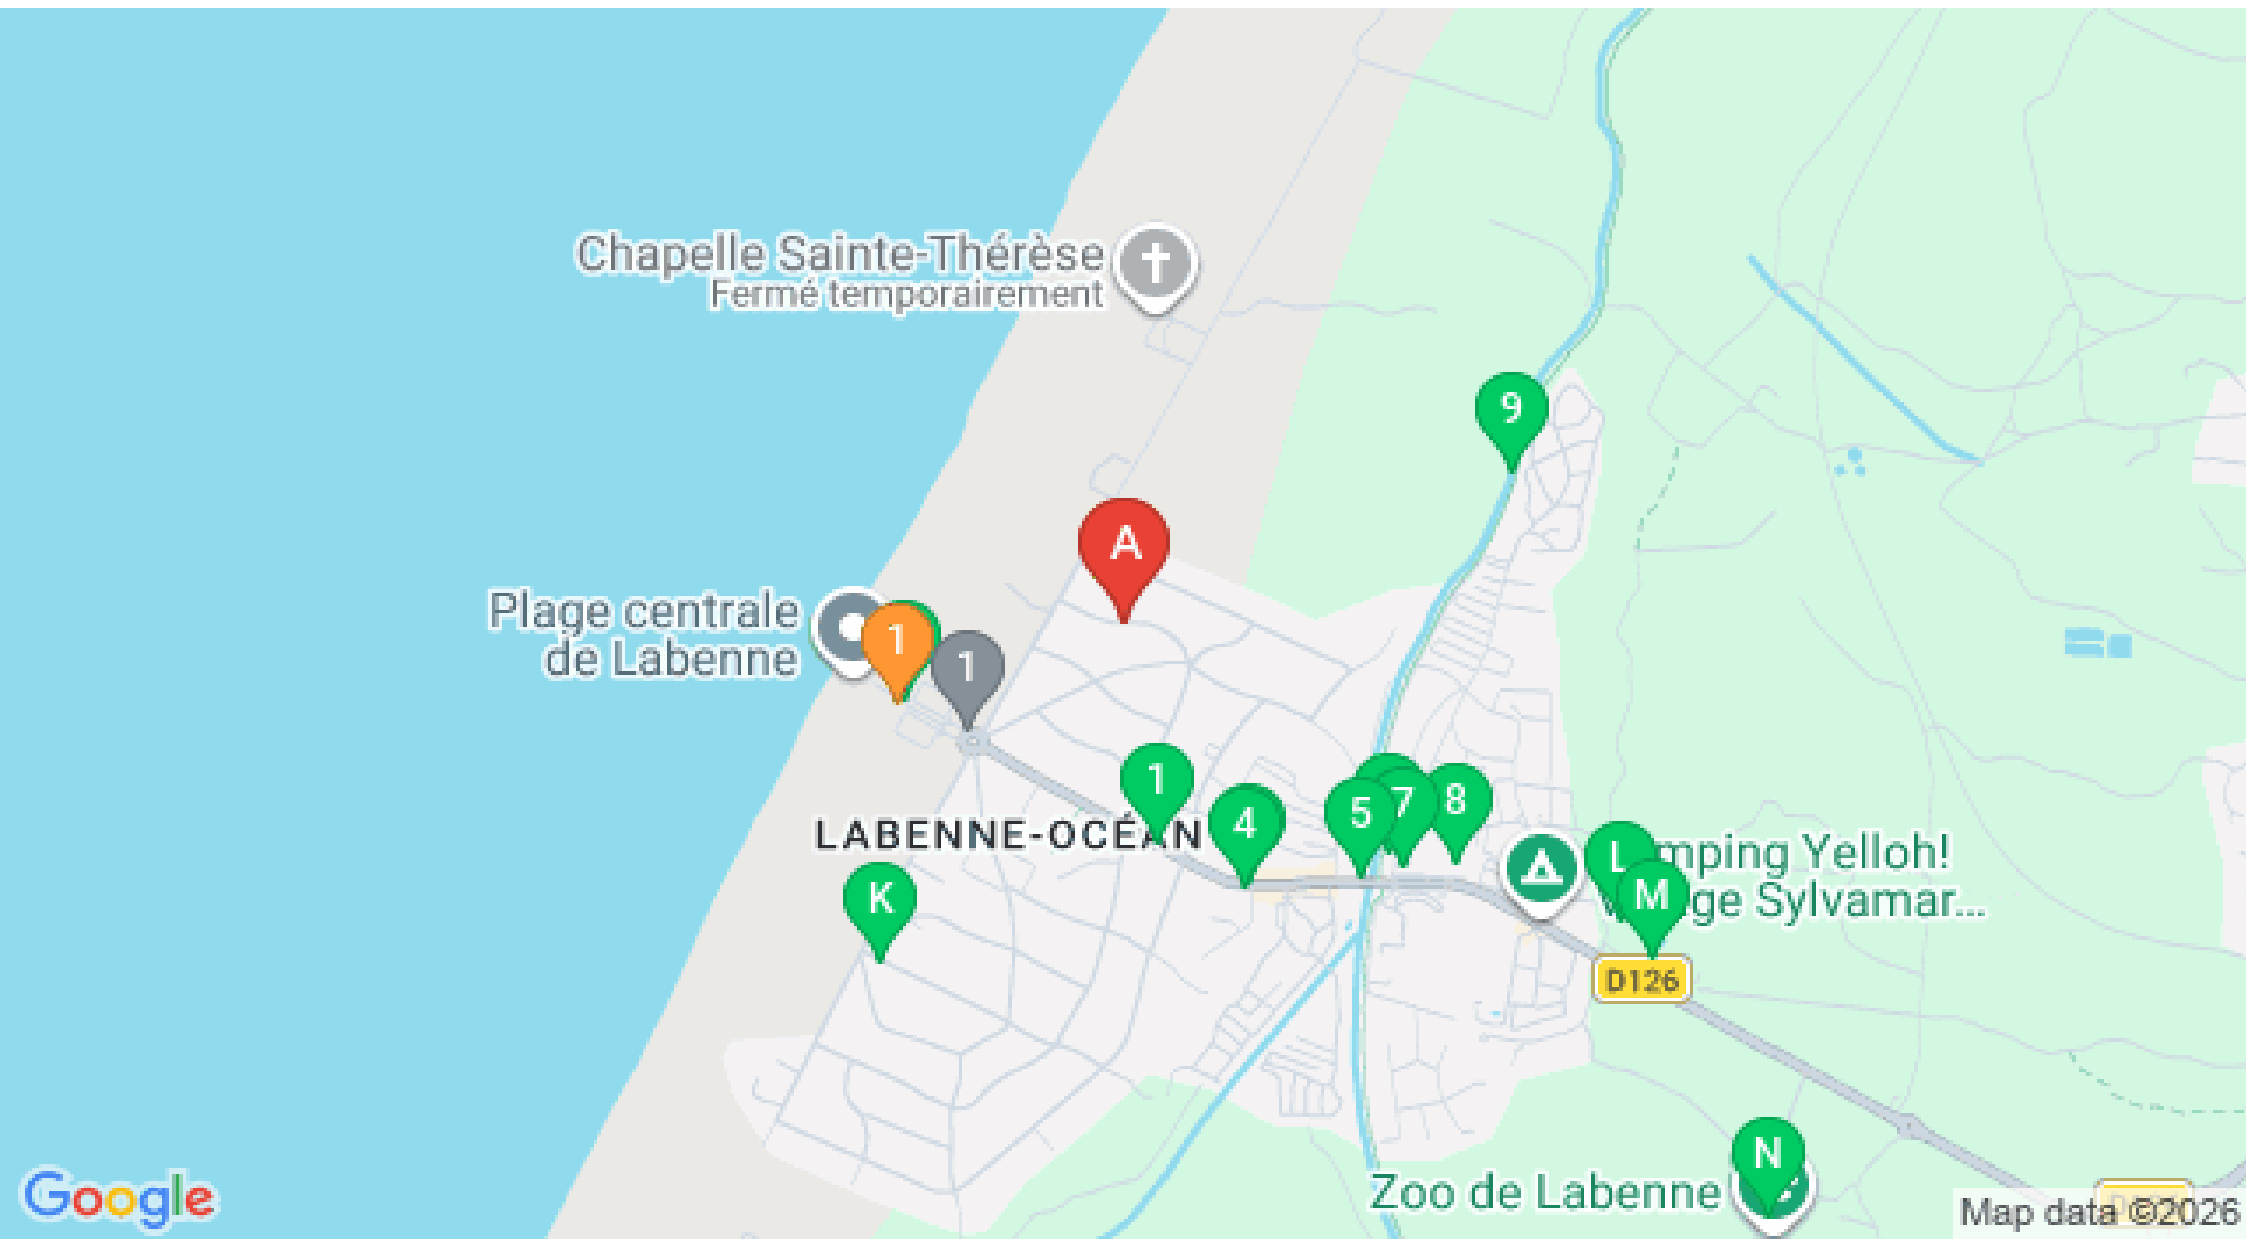 Chapelle Sainte-Thérèse
Fermé temporairement
9
A
Plage centrale
de Labenne
1
1
1
4
5
7
8
LABENNE-OCÉAN
K
L
mping Yelloh!
M
ge Sylvamar...
D126
N
Zoo de Labenne
Google
Map data ©2026